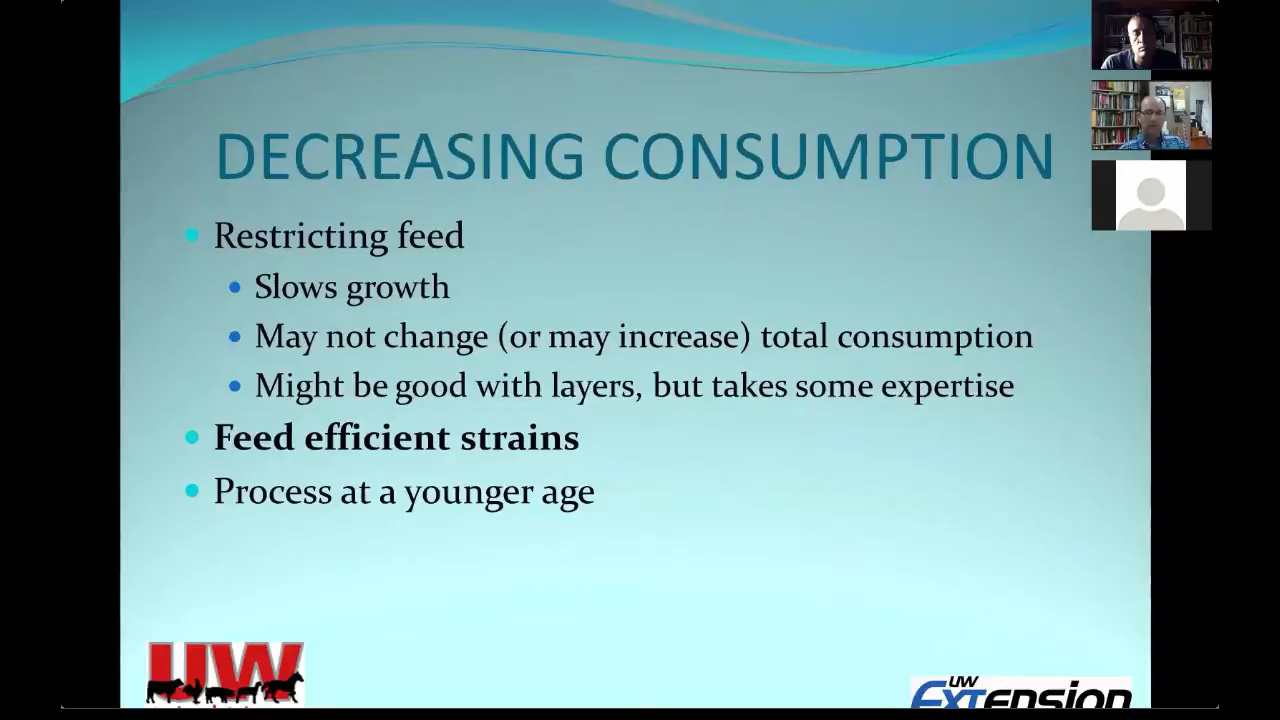 DECREASING CONSUMPTION
Restricting feed
Slows growth
May not change (or may increase) total consumption
Might be good with layers, but takes some expertise
Feed efficient strains
Process at a younger age
UW
UW
Extension